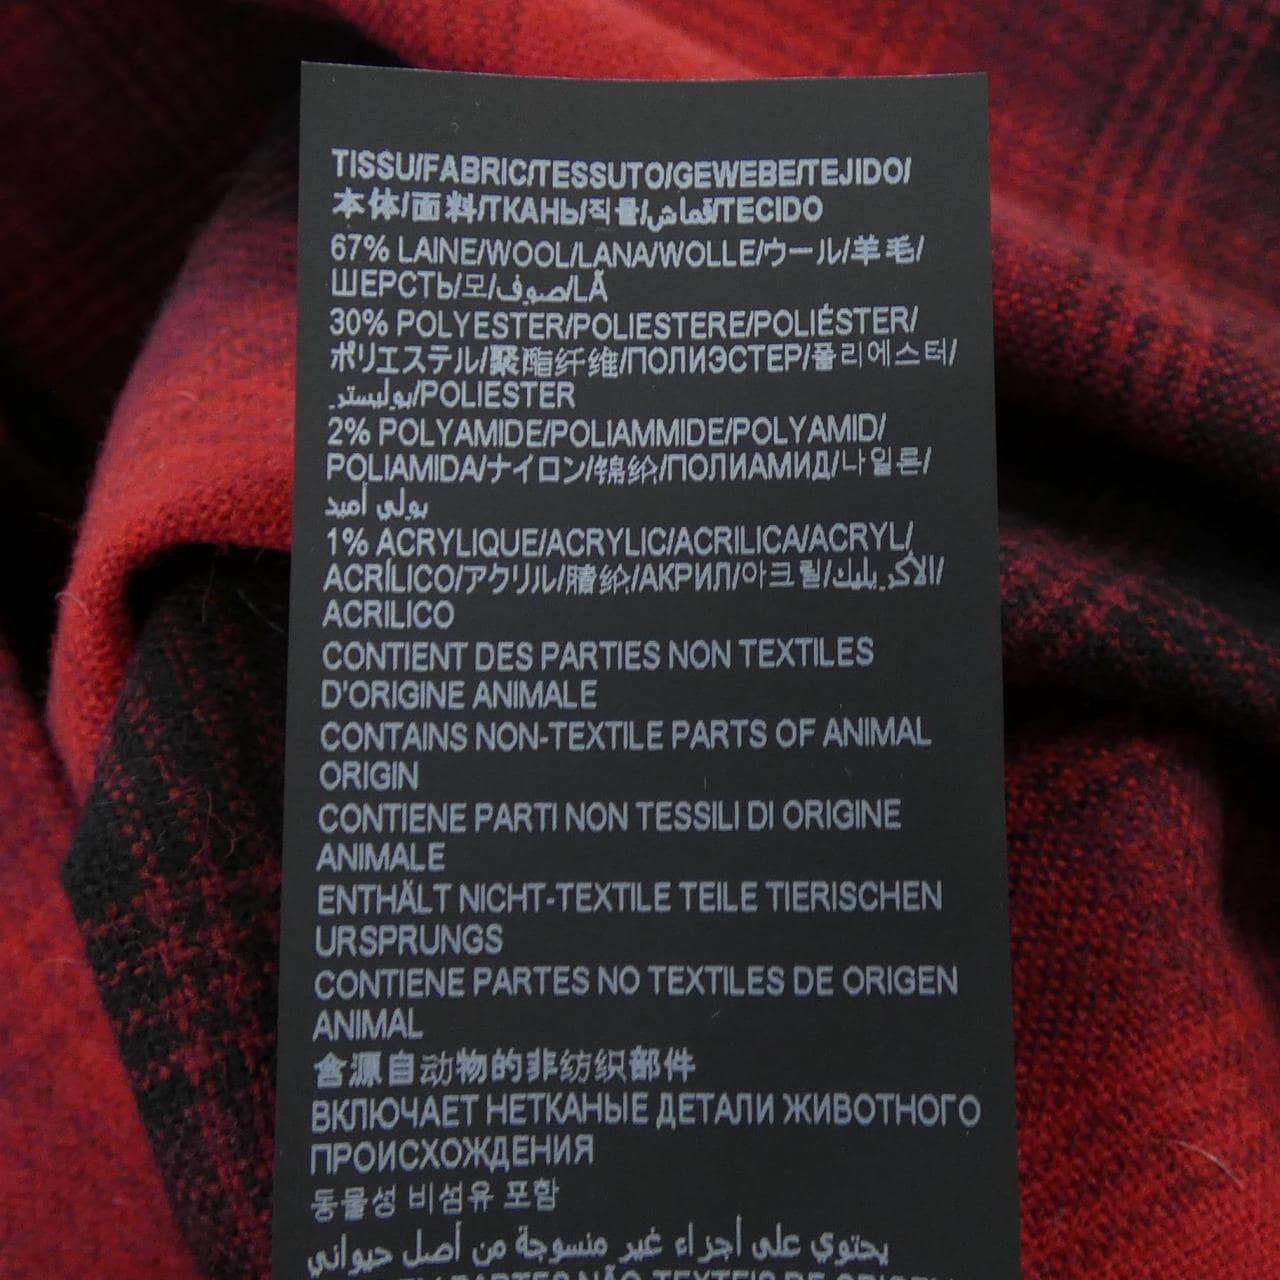 TISSU/FABRIC/TESSUTO/GEWEBE/TEJIDO/
本体/面料/ТКАНЬ/직물/قماش/TECIDO
67% LAINE/WOOL/LANA/WOLLE/ウール/羊毛/
ШЕРСТЬ/모/صوف/LÃ
30% POLYESTER/POLIESTERE/POLIÉSTER/
ポリエステル/聚酯纤维/ПОЛИЭСТЕР/폴리에스터/
بوليستر/POLIESTER
2% POLYAMIDE/POLIAMMIDE/POLYAMID/
POLIAMIDA/ナイロン/锦纶/ПОЛИАМИД/나일론/
بولي أميد
1% ACRYLIQUE/ACRYLIC/ACRILICA/ACRYL/
ACRÍLICO/アクリル/腈纶/АКРИЛ/아크릴/الأكريليك/
ACRILICO
CONTIENT DES PARTIES NON TEXTILES
D'ORIGINE ANIMALE
CONTAINS NON-TEXTILE PARTS OF ANIMAL
ORIGIN
CONTIENE PARTI NON TESSILI DI ORIGINE
ANIMALE
ENTHÄLT NICHT-TEXTILE TEILE TIERISCHEN
URSPRUNGS
CONTIENE PARTES NO TEXTILES DE ORIGEN
ANIMAL
含源自动物的非纺织部件
ВКЛЮЧАЕТ НЕТКАНЫЕ ДЕТАЛИ ЖИВОТНОГО
ПРОИСХОЖДЕНИЯ
동물성 비섬유 포함
يحتوي على أجزاء غير منسوجة من أصل حيواني
PARTES NÃO TEXTEIS DE ORIGEM